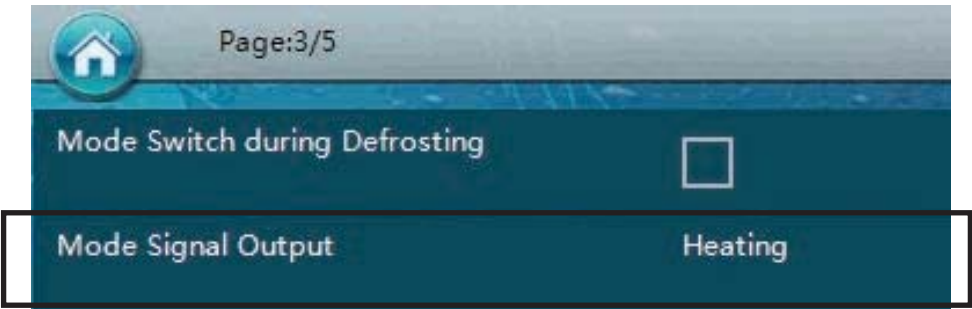 Page:3/5
Mode Switch during Defrosting
Mode Signal Output Heating